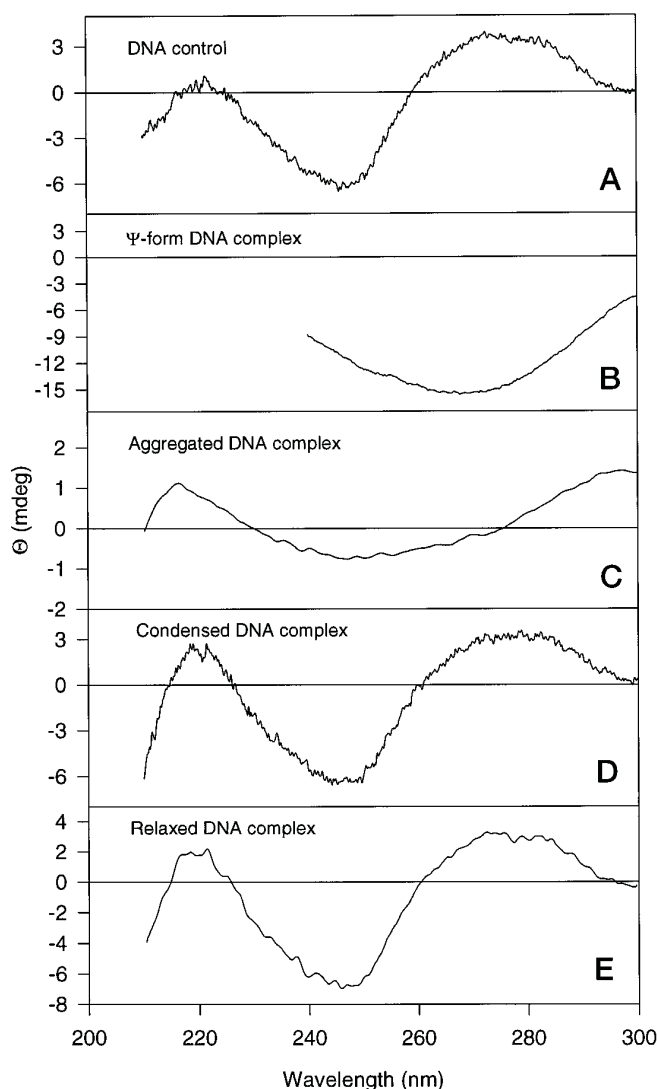 DNA control
3
0
-3
-6
A
Ψ-form DNA complex
3
0
-3
-6
-9
-12
-15
B
Aggregated DNA complex
2
1
0
-1
-2
C
Θ (mdeg)
Condensed DNA complex
3
0
-3
-6
D
Relaxed DNA complex
4
2
0
-2
-4
-6
-8
E
200 220 240 260 280 300
Wavelength (nm)